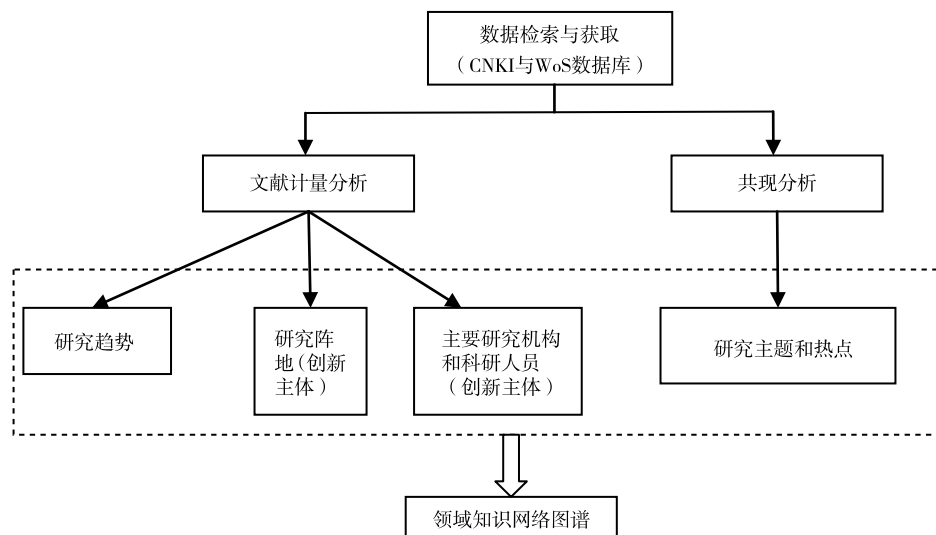 数据检索与获取
（CNKI与WoS数据库）
文献计量分析
共现分析
研究趋势
研究阵
地(创新
主体）
主要研究机构
和科研人员
（创新主体）
研究主题和热点
领域知识网络图谱